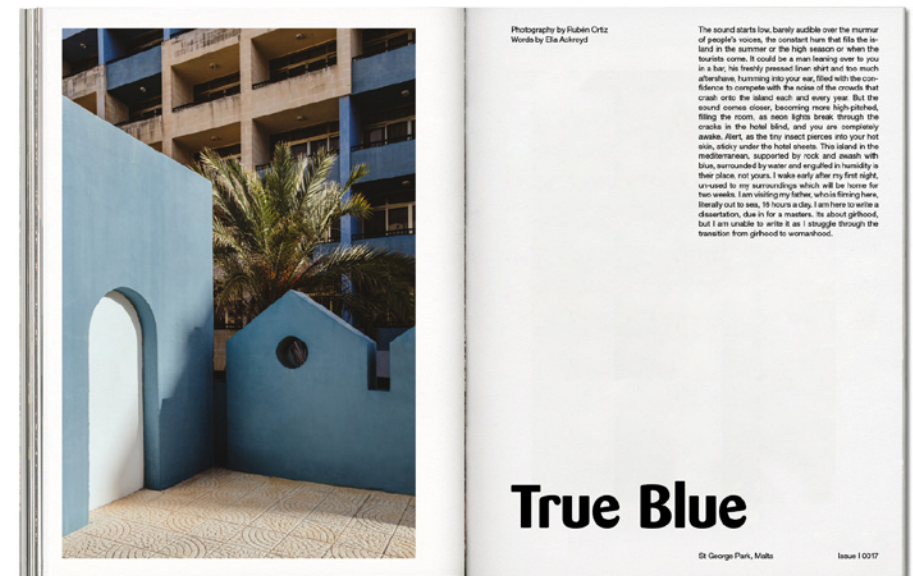 Photography by Rubén Ortiz
Words by Ella Ackroyd
The sound starts low, barely audible over the murmur
of people's voices, the constant hum that fills the is-
land in the summer or the high season or when the
tourists come. It could be a man leaning over to you
in a bar, his freshly pressed linen shirt and too much
aftershave, humming into your ear, filled with the con-
fidence to compete with the noise of the crowds that
crash onto the island each and every year. But the
sound comes closer, becoming more high-pitched,
filling the room, as neon lights break through the
cracks in the hotel blind, and you are completely
awake. Alert, as the tiny insect pierces into your hot
skin, sticky under the hotel sheets. This island in the
mediterranean, supported by rock and awash with
blue, surrounded by water and engulfed in humidity is
their place, not yours. I wake early after my first night,
un-used to my surroundings which will be home for
two weeks. I am visiting my father, who is filming here,
literally out to sea, 16 hours a day. I am here to write a
dissertation, due in for a masters. Its about girlhood,
but I am unable to write it as I struggle through the
transition from girlhood to womanhood.
True Blue
St George Park, Malta
Issue | 0017